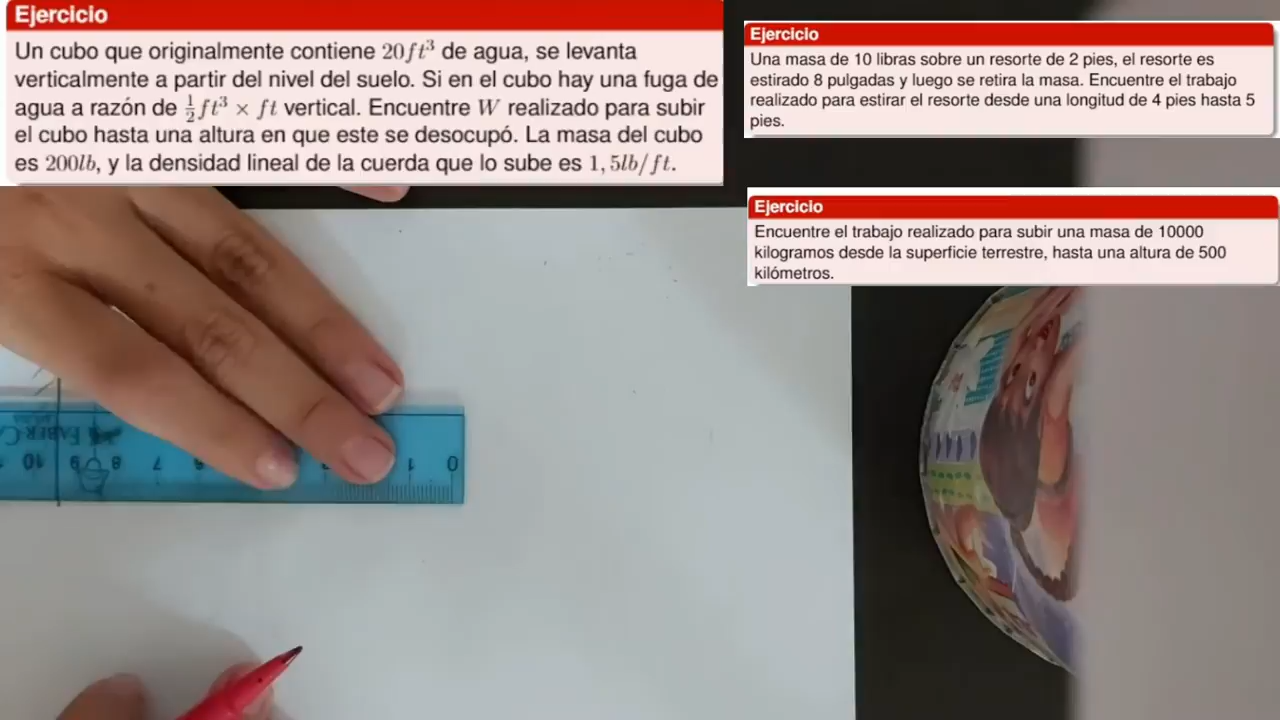 Ejercicio
Un cubo que originalmente contiene 20ft³ de agua, se levanta
verticalmente a partir del nivel del suelo. Si en el cubo hay una fuga de
agua a razón de 1/2 ft³ × ft vertical. Encuentre W realizado para subir
el cubo hasta una altura en que este se desocupó. La masa del cubo
es 200lb, y la densidad lineal de la cuerda que lo sube es 1, 5lb/ft.
Ejercicio
Una masa de 10 libras sobre un resorte de 2 pies, el resorte es
estirado 8 pulgadas y luego se retira la masa. Encuentre el trabajo
realizado para estirar el resorte desde una longitud de 4 pies hasta 5
pies.
Ejercicio
Encuentre el trabajo realizado para subir una masa de 10000
kilogramos desde la superficie terrestre, hasta una altura de 500
kilómetros.
FABER-C
0 1 7 8 9 10